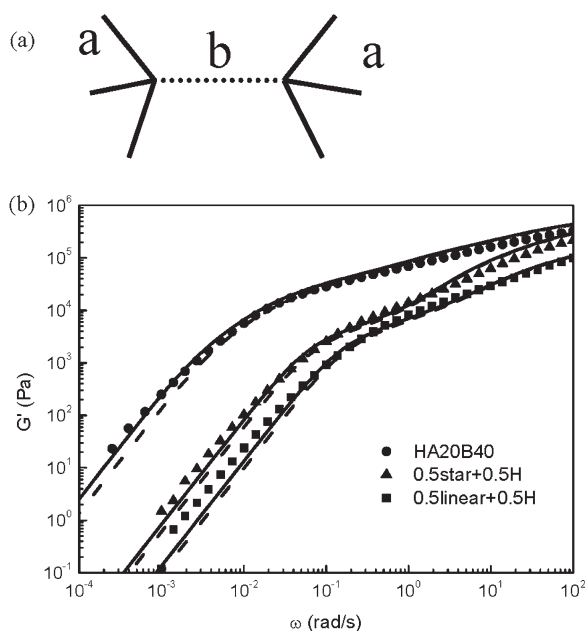 (a)
a b a
(b)
10^6
10^5
10^4
10^3
10^2
10^1
10^0
10^-1
G' (Pa)
HA20B40
0.5star+0.5H
0.5linear+0.5H
10^-4 10^-3 10^-2 10^-1 10^0 10^1 10^2
ω (rad/s)